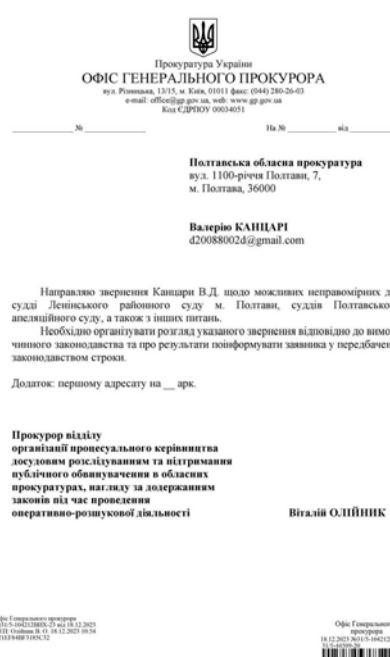 Прокуратура України
ОФІС ГЕНЕРАЛЬНОГО ПРОКУРОРА
вул. Різницька, 13/15, м. Київ, 01011 факс: (044) 280-26-03
e-mail: office@gp.gov.ua, web: www.gp.gov.ua
Код ЄДРПОУ 00034051
№ На № від
Полтавська обласна прокуратура
вул. 1100-річчя Полтави, 7,
м. Полтава, 36000
Валерію КАНЦАРІ
d20088002d@gmail.com
Направляю звернення Канцари В.Д. щодо можливих неправомірних д
судді Ленінського районного суду м. Полтави, суддів Полтавсько
апеляційного суду, а також з інших питань.
Необхідно організувати розгляд указаного звернення відповідно до вимо
чинного законодавства та про результати поінформувати заявника у передбачен
законодавством строки.
Додаток: першому адресату на __ арк.
Прокурор відділу
організації процесуального керівництва
досудовим розслідуванням та підтримання
публічного обвинувачення в обласних
прокуратурах, нагляду за додержанням
законів під час проведення
оперативно-розшукової діяльності Віталій ОЛІЙНИК
Офіс Генерального
прокурора